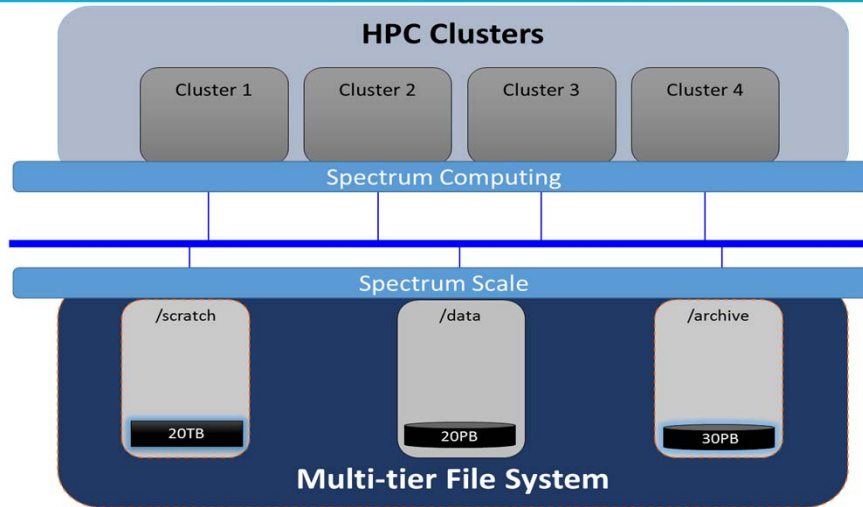 HPC Clusters
Cluster 1
Cluster 2
Cluster 3
Cluster 4
Spectrum Computing
Spectrum Scale
/scratch
/data
/archive
20TB
20PB
30PB
Multi-tier File System